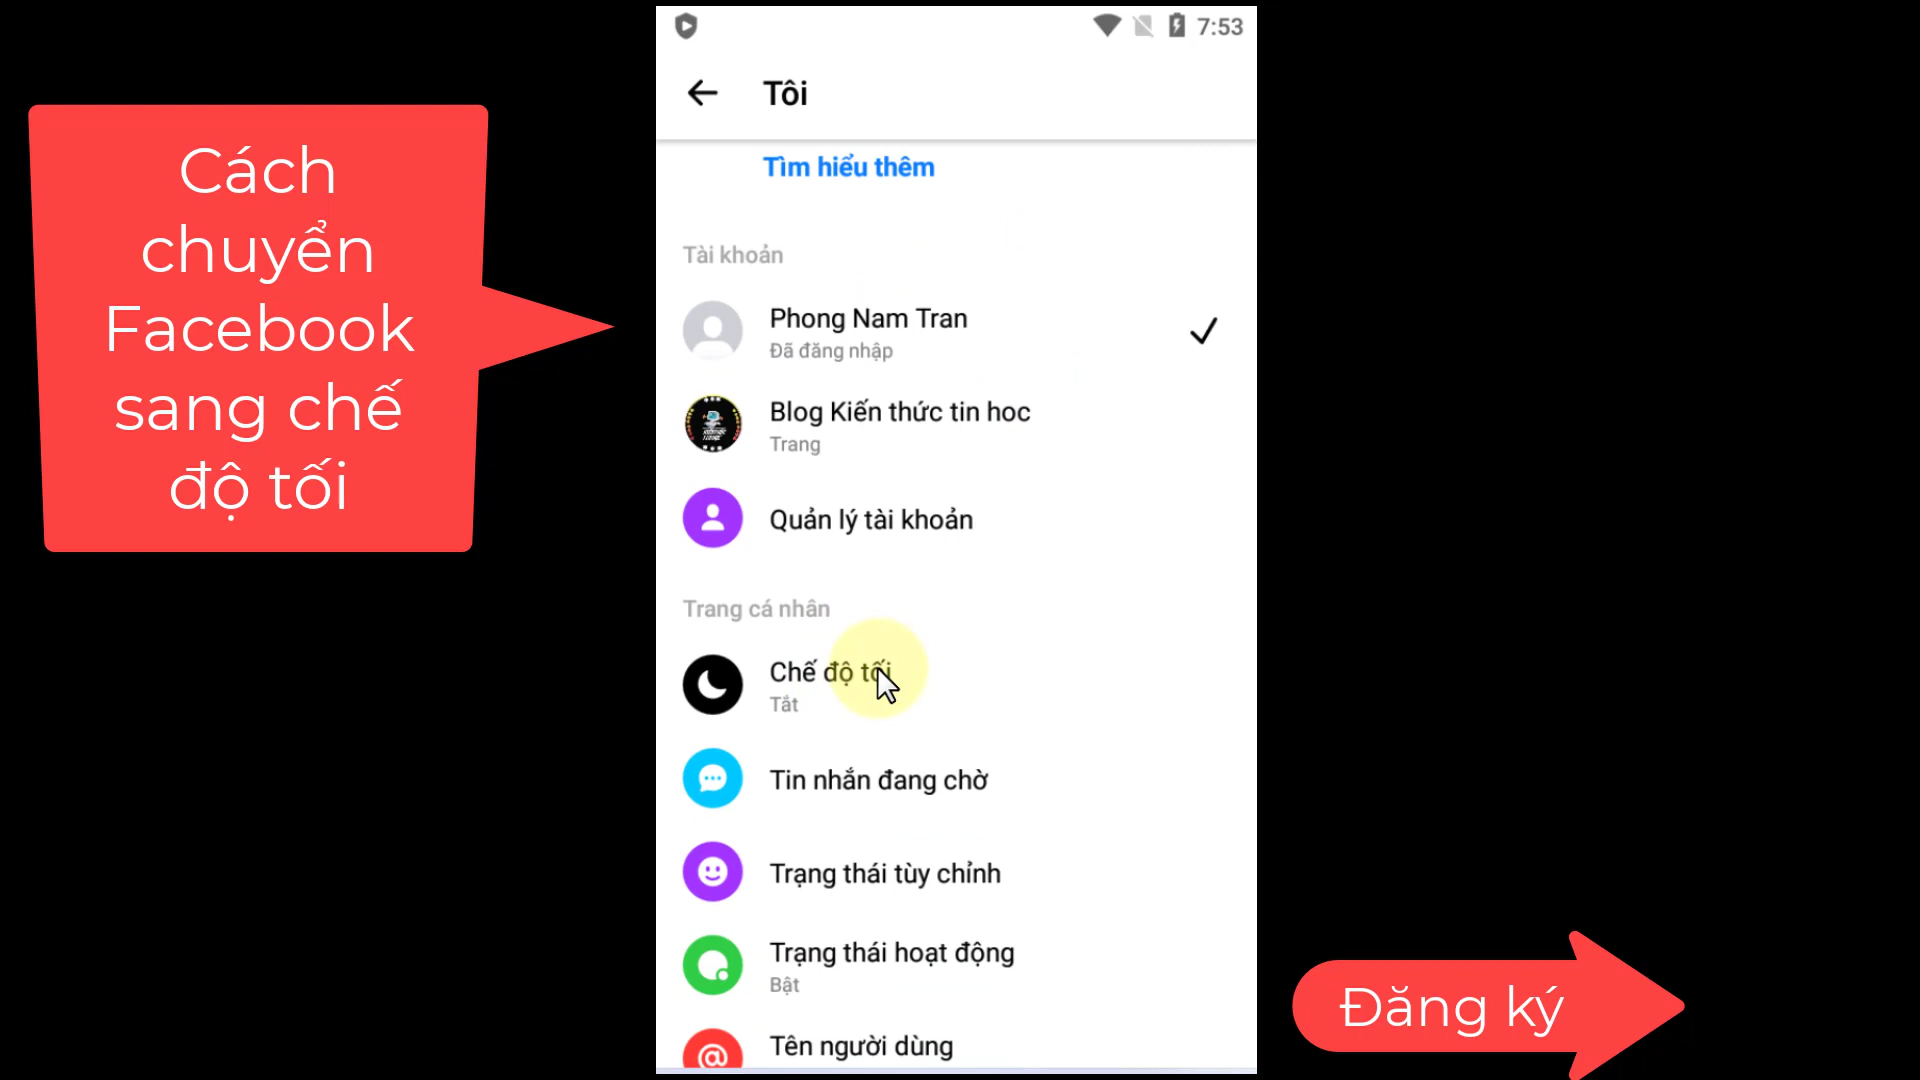 7:53
Tôi
Cách
chuyển
Facebook
sang chế
độ tối
Tìm hiểu thêm
Tài khoản
Phong Nam Tran
Đã đăng nhập
Blog Kiến thức tin hoc
Trang
Quản lý tài khoản
Trang cá nhân
Chế độ tối
Tắt
Tin nhắn đang chờ
Trạng thái tùy chỉnh
Trạng thái hoạt động
Bật
Tên người dùng
Đăng ký